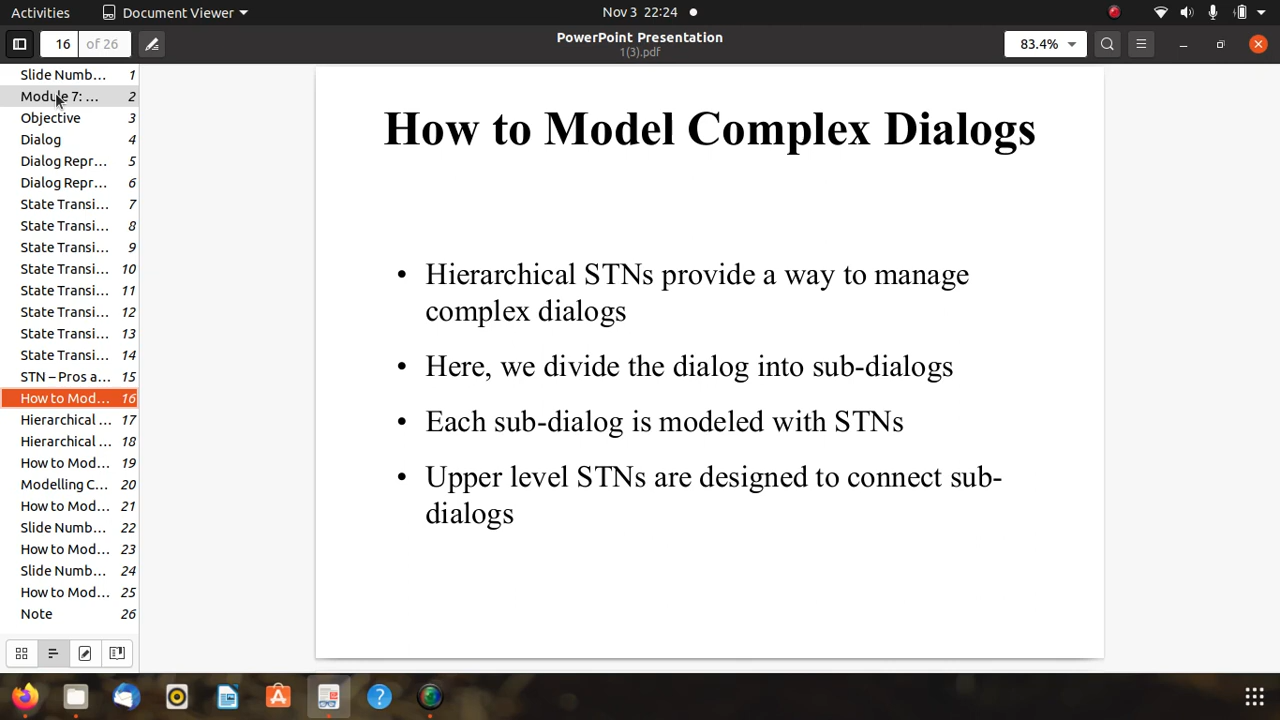 Activities
Document Viewer
Nov 3 22:24
16 of 26
PowerPoint Presentation
1(3).pdf
83.4%
Slide Numb... 1
Module 7: ... 2
Objective 3
Dialog 4
Dialog Repr... 5
Dialog Repr... 6
State Transi... 7
State Transi... 8
State Transi... 9
State Transi... 10
State Transi... 11
State Transi... 12
State Transi... 13
State Transi... 14
STN – Pros a... 15
How to Mod... 16
Hierarchical ... 17
Hierarchical ... 18
How to Mod... 19
Modelling C... 20
How to Mod... 21
Slide Numb... 22
How to Mod... 23
Slide Numb... 24
How to Mod... 25
Note 26
How to Model Complex Dialogs
• Hierarchical STNs provide a way to manage
complex dialogs
• Here, we divide the dialog into sub-dialogs
• Each sub-dialog is modeled with STNs
• Upper level STNs are designed to connect sub-
dialogs